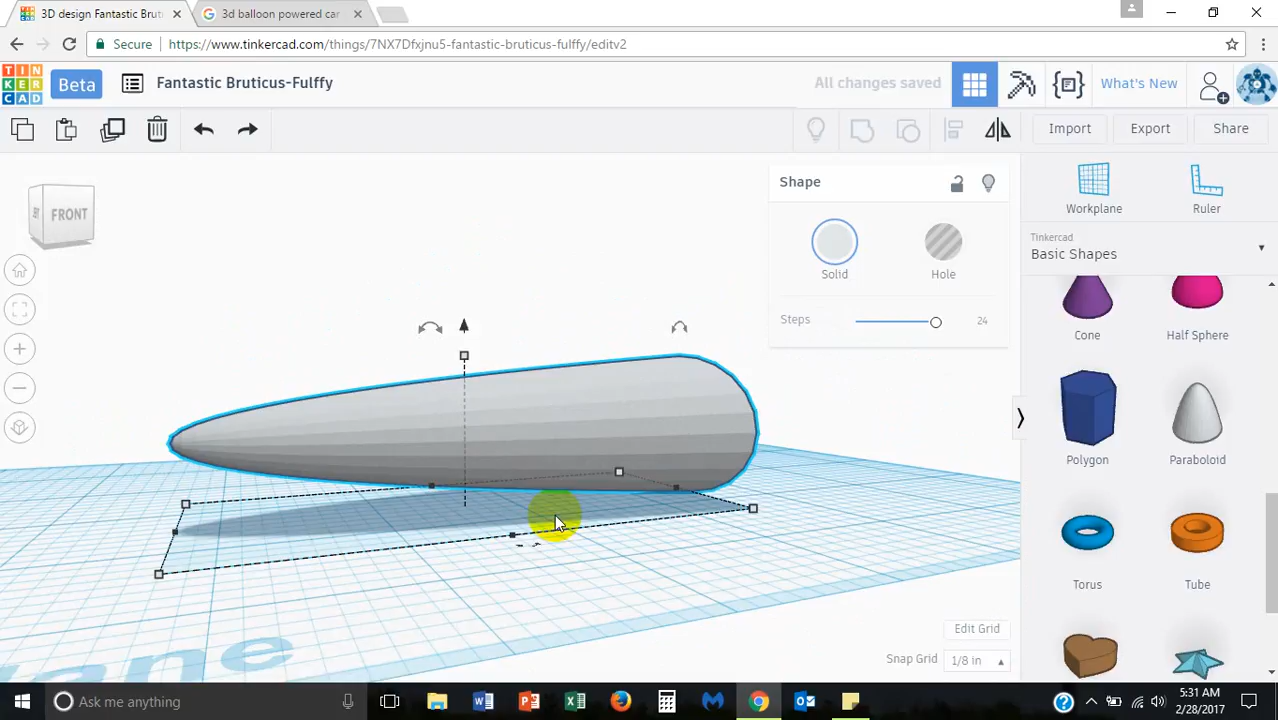 3D design Fantastic Bruti
3d balloon powered car
Secure
https://www.tinkercad.com/things/7NX7Dfxjnu5-fantastic-bruticus-fulffy/editv2
TIN
KER
CAD
Beta
Fantastic Bruticus-Fulffy
All changes saved
What's New
Import
Export
Share
FRONT
Shape
Solid
Hole
Steps
24
Workplane
Ruler
Tinkercad
Basic Shapes
Cone
Half Sphere
Polygon
Paraboloid
Torus
Tube
Edit Grid
Snap Grid
1/8 in
Ask me anything
5:31 AM
2/28/2017